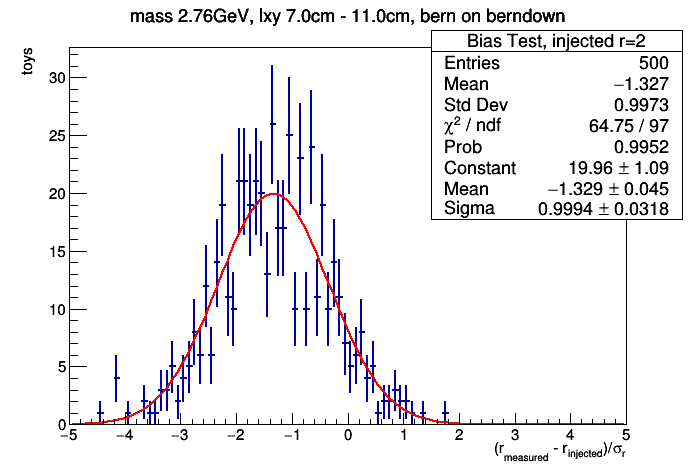 mass 2.76GeV, lxy 7.0cm - 11.0cm, bern on berndown
Bias Test, injected r=2
Entries 500
Mean −1.327
Std Dev 0.9973
χ² / ndf 64.75 / 97
Prob 0.9952
Constant 19.96 ± 1.09
Mean −1.329 ± 0.045
Sigma 0.9994 ± 0.0318
toys
30
25
20
15
10
5
0
−5 −4 −3 −2 −1 0 1 2 3 4 5
(r_measured - r_injected)/σ_r